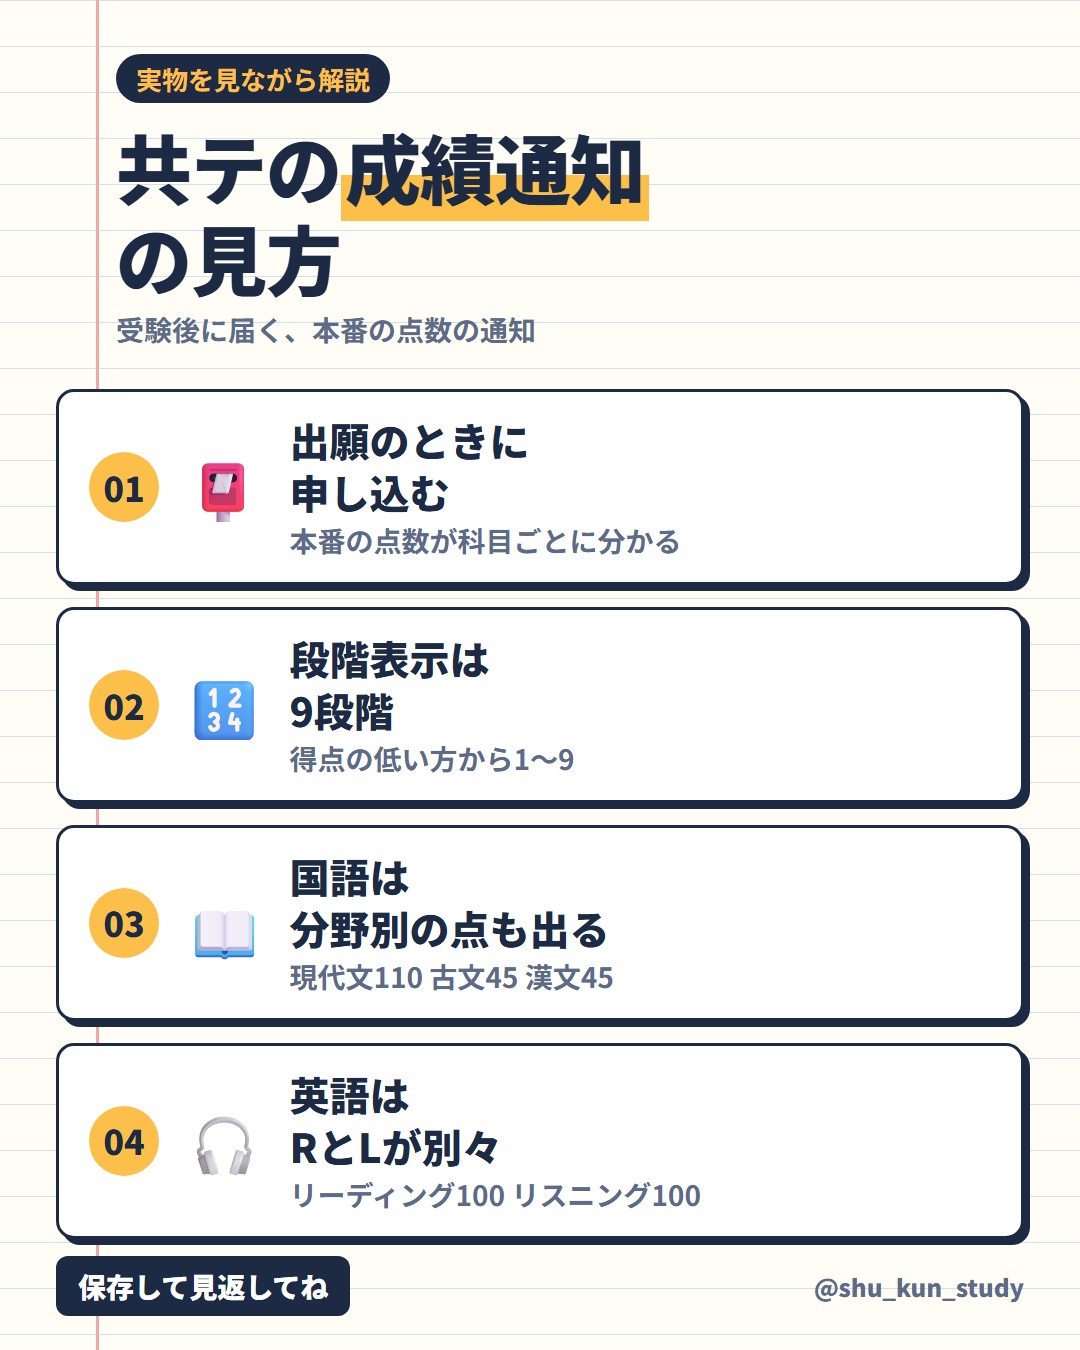 実物を見ながら解説
共テの成績通知
の見方
受験後に届く、本番の点数の通知
01
出願のときに
申し込む
本番の点数が科目ごとに分かる
02
1 2
3 4
段階表示は
9段階
得点の低い方から1〜9
03
国語は
分野別の点も出る
現代文110 古文45 漢文45
04
英語は
RとLが別々
リーディング100 リスニング100
保存して見返してね
@shu_kun_study